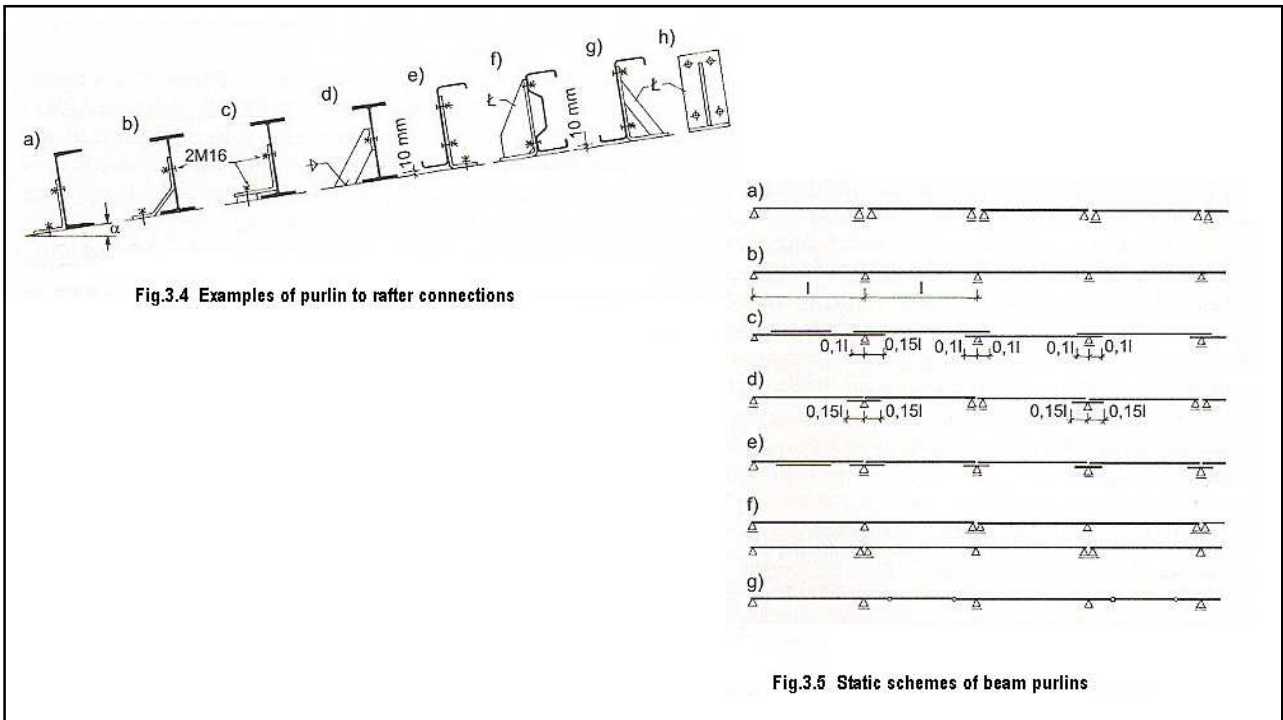 a)
b)
c)
d)
e)
f)
g)
h)
2M16
α
10 mm
Ł
10 mm
Ł
Fig.3.4 Examples of purlin to rafter connections
a)
b)
l l
c)
0,1l 0,15l 0,1l 0,1l 0,1l 0,1l
d)
0,15l 0,15l 0,15l 0,15l
e)
f)
g)
Fig.3.5 Static schemes of beam purlins